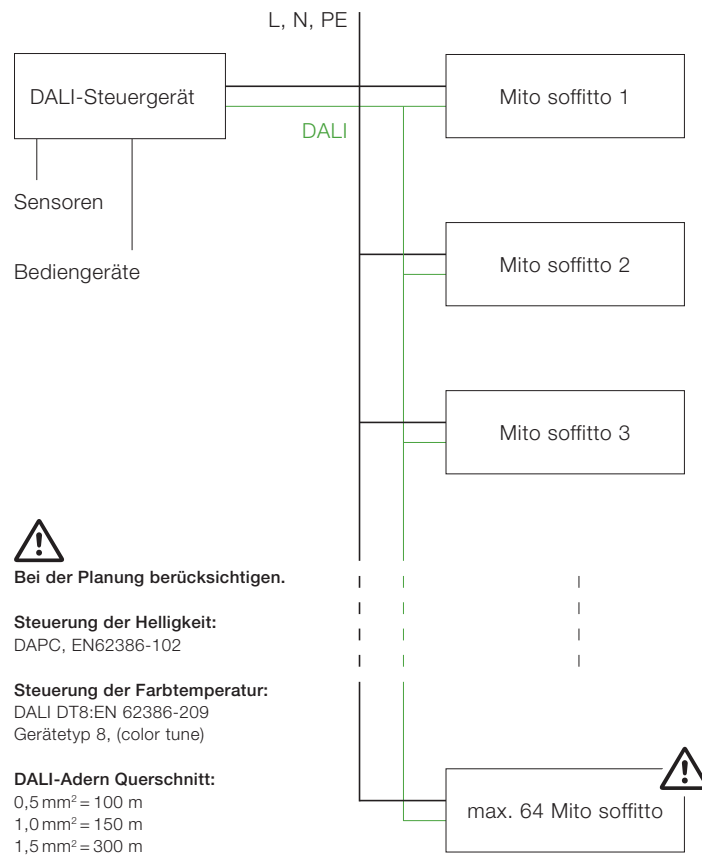 L, N, PE
DALI-Steuergerät
Mito soffitto 1
DALI
Sensoren
Mito soffitto 2
Bediengeräte
Mito soffitto 3
Bei der Planung berücksichtigen.
Steuerung der Helligkeit:
DAPC, EN62386-102
Steuerung der Farbtemperatur:
DALI DT8:EN 62386-209
Gerätetyp 8, (color tune)
DALI-Adern Querschnitt:
0,5 mm² = 100 m
1,0 mm² = 150 m
1,5 mm² = 300 m
max. 64 Mito soffitto